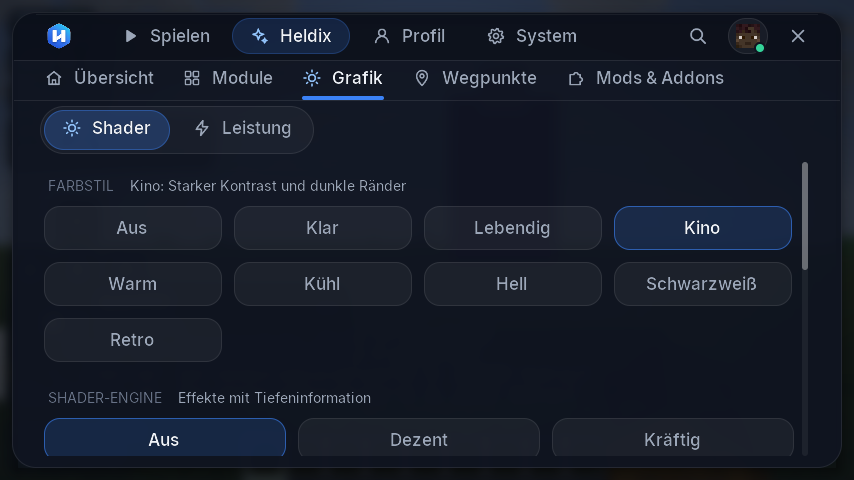 Spielen Heldix Profil System
Übersicht Module Grafik Wegpunkte Mods & Addons
Shader Leistung
FARBSTIL Kino: Starker Kontrast und dunkle Ränder
Aus Klar Lebendig Kino
Warm Kühl Hell Schwarzweiß
Retro
SHADER-ENGINE Effekte mit Tiefeninformation
Aus Dezent Kräftig